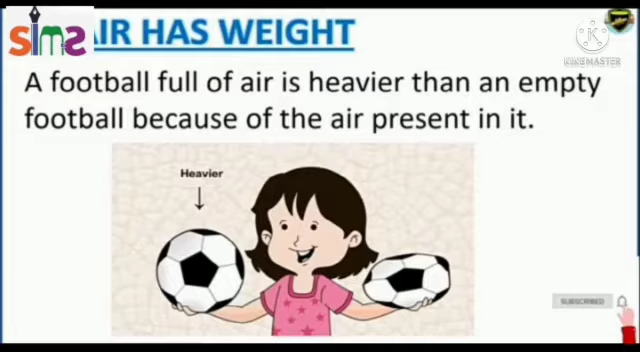 SIMS
AIR HAS WEIGHT
KINEMASTER
A football full of air is heavier than an empty
football because of the air present in it.
Heavier
SUBSCRIBED